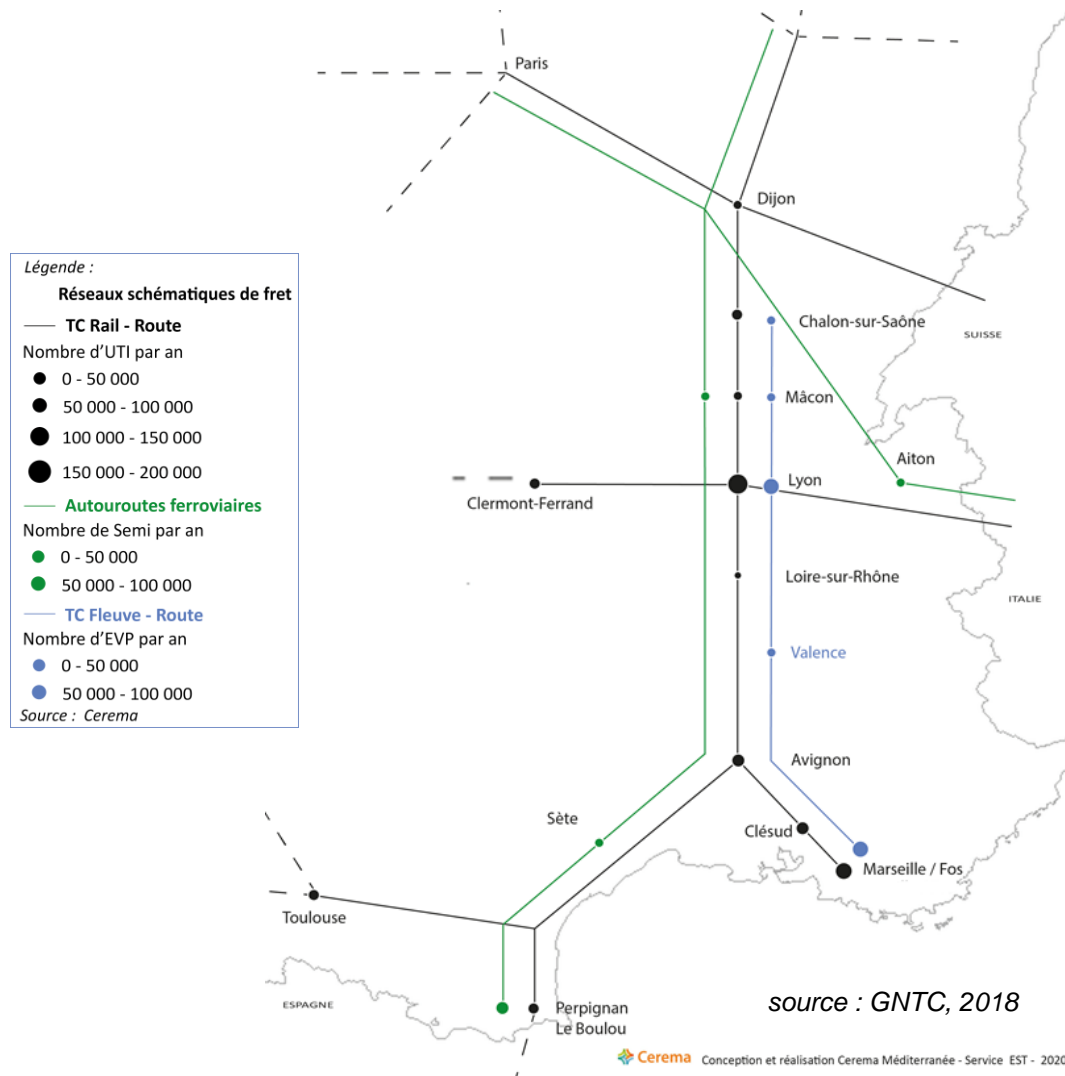 Paris
Dijon
Légende :
Réseaux schématiques de fret
TC Rail - Route
Nombre d'UTI par an
0 - 50 000
50 000 - 100 000
100 000 - 150 000
150 000 - 200 000
Autouroutes ferroviaires
Nombre de Semi par an
0 - 50 000
50 000 - 100 000
TC Fleuve - Route
Nombre d'EVP par an
0 - 50 000
50 000 - 100 000
Source : Cerema
Chalon-sur-Saône
SUISSE
Mâcon
Aiton
Lyon
Clermont-Ferrand
Loire-sur-Rhône
ITALIE
Valence
Avignon
Sète
Clésud
Marseille / Fos
Toulouse
ESPAGNE
Perpignan
Le Boulou
source : GNTC, 2018
Cerema Conception et réalisation Cerema Méditerranée - Service EST - 2020